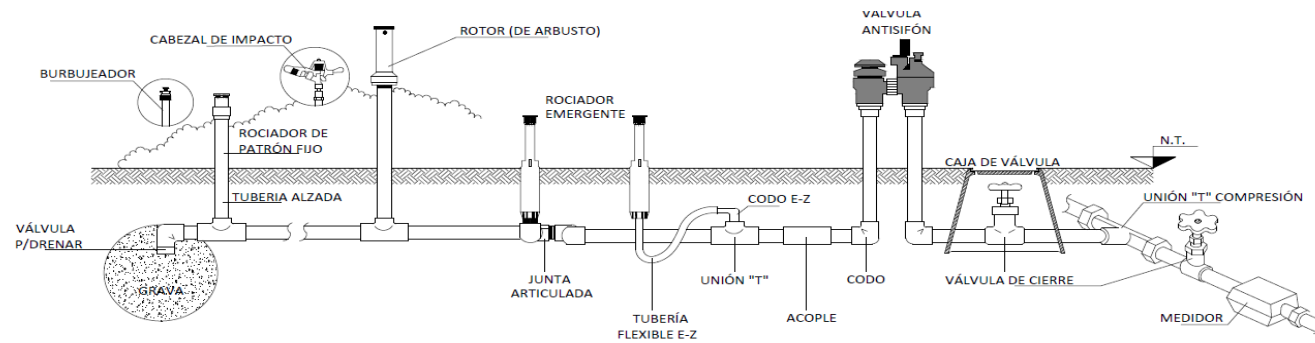 VÁLVULA
ANTISIFÓN
CABEZAL DE IMPACTO
ROTOR (DE ARBUSTO)
BURBUJEADOR
ROCIADOR
EMERGENTE
ROCIADOR DE
PATRÓN FIJO
N.T.
CAJA DE VÁLVULA
TUBERIA ALZADA
CODO E-Z
UNIÓN "T" COMPRESIÓN
VÁLVULA
P/DRENAR
GRAVA
JUNTA
ARTICULADA
UNIÓN "T"
CODO
VÁLVULA DE CIERRE
TUBERÍA
FLEXIBLE E-Z
ACOPLE
MEDIDOR